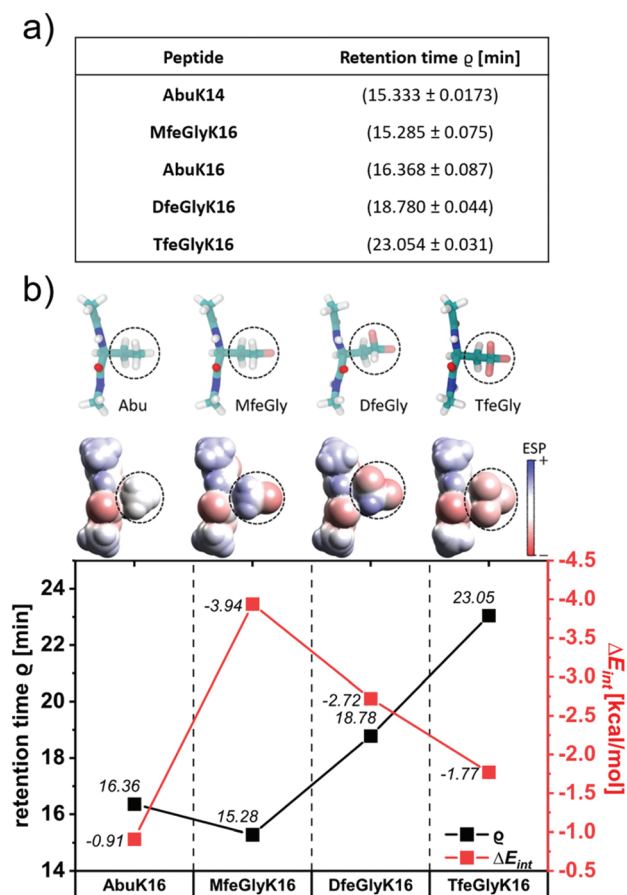 a)
Peptide Retention time ϱ [min]
AbuK14 (15.333 ± 0.0173)
MfeGlyK16 (15.285 ± 0.075)
AbuK16 (16.368 ± 0.087)
DfeGlyK16 (18.780 ± 0.044)
TfeGlyK16 (23.054 ± 0.031)
b)
Abu MfeGly DfeGly TfeGly
ESP
+
−
24
22
20
18
16
14
retention time ϱ [min]
16.36
15.28
18.78
23.05
-0.91
-3.94
-2.72
-1.77
-4.5
-4.0
-3.5
-3.0
-2.5
-2.0
-1.5
-1.0
-0.5
ΔEint [kcal/mol]
ϱ
ΔEint
AbuK16 MfeGlyK16 DfeGlyK16 TfeGlyK16